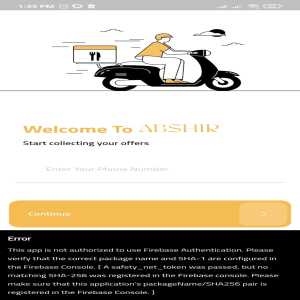 1:35 PM
Welcome To ABSHIR
Start collecting your offers
Enter Your Phone Number
Continue
Error
This app is not authorized to use Firebase Authentication. Please
verify that the correct package name and SHA-1 are configured in
the Firebase Console. [ A safety_net_token was passed, but no
matching SHA-256 was registered in the Firebase console. Please
make sure that this application's packageName/SHA256 pair is
registered in the Firebase Console. ]